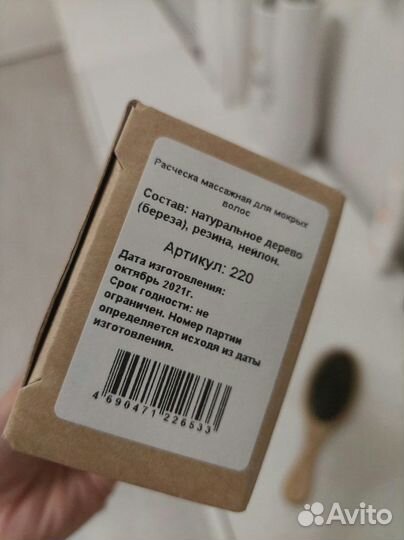 Расческа массажная для мокрых
волос
Состав: натуральное дерево
(береза), резина, нейлон.
Артикул: 220
Дата изготовления:
октябрь 2021г.
Срок годности: не
ограничен. Номер партии
определяется исходя из даты
изготовления.
4 690471 226533
Avito